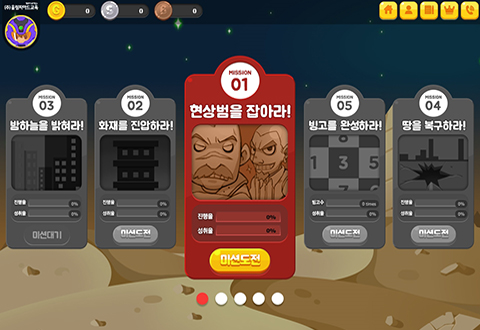 (주)올림피아드교육
0
0
0
MISSION
03
밤하늘을 밝혀라!
진행율 0%
성취율 0%
미션대기
MISSION
02
화재를 진압하라!
진행율 0%
성취율 0%
미션도전
MISSION
01
현상범을 잡아라!
진행율 0%
성취율 0%
미션도전
MISSION
05
빙고를 완성하라!
1 3 5
빙고수 0 times
성취율 0%
미션도전
MISSION
04
땅을 복구하라!
진행율 0%
성취율 0%
미션도전